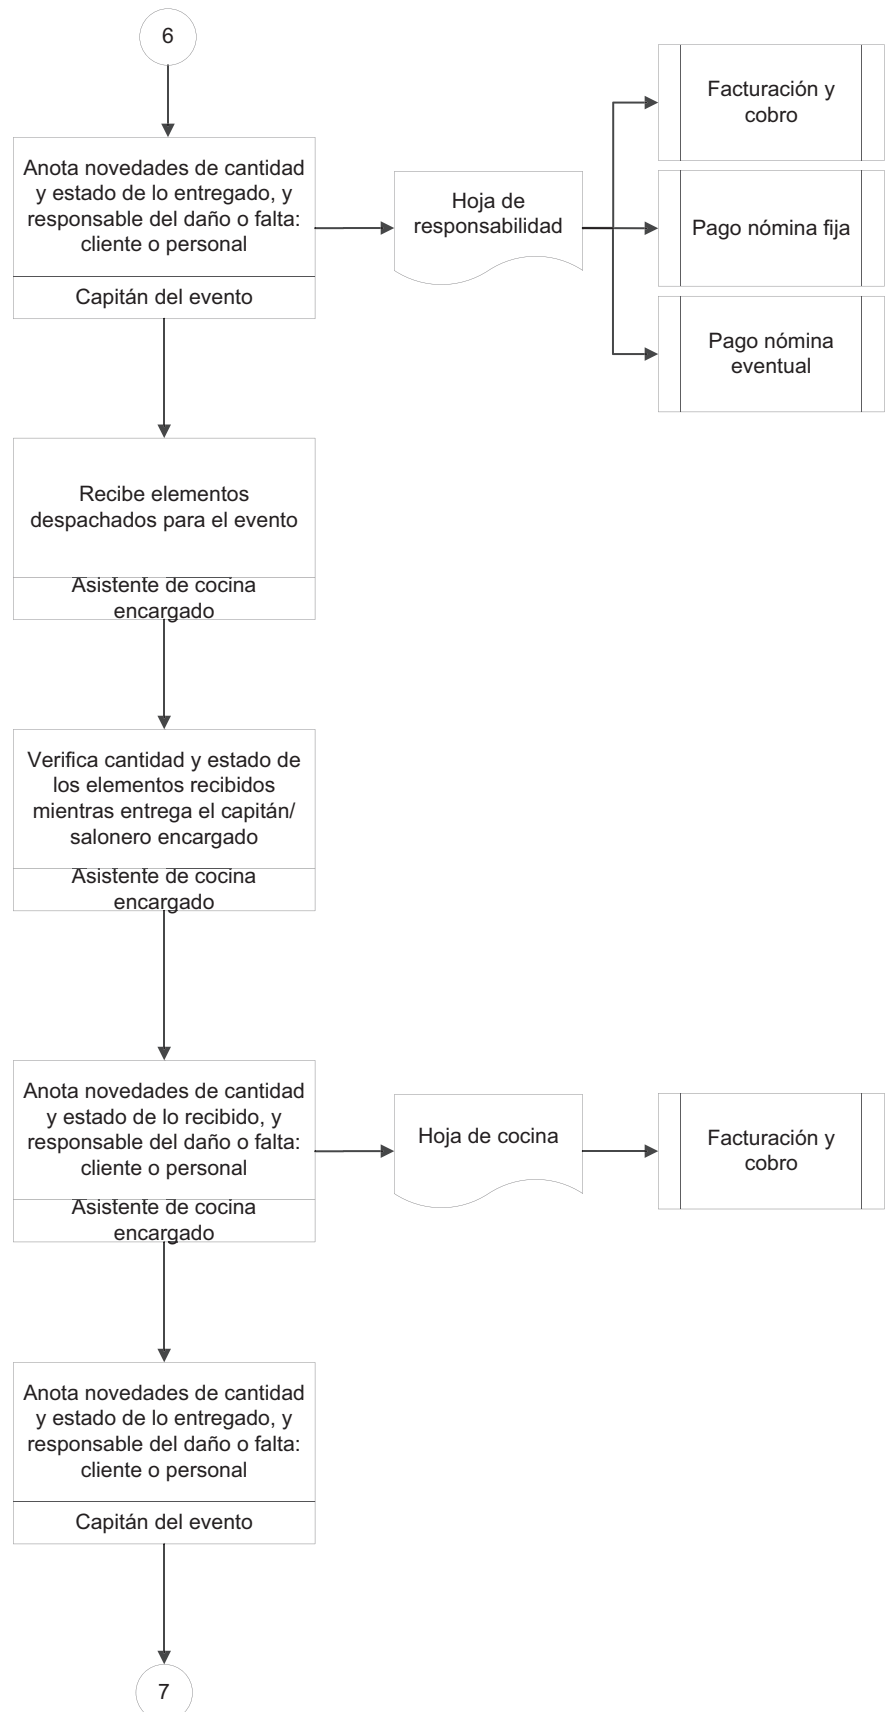 6
Anota novedades de cantidad
y estado de lo entregado, y
responsable del daño o falta:
cliente o personal
Capitán del evento
Hoja de
responsabilidad
Facturación y
cobro
Pago nómina fija
Pago nómina
eventual
Recibe elementos
despachados para el evento
Asistente de cocina
encargado
Verifica cantidad y estado de
los elementos recibidos
mientras entrega el capitán/
salonero encargado
Asistente de cocina
encargado
Anota novedades de cantidad
y estado de lo recibido, y
responsable del daño o falta:
cliente o personal
Asistente de cocina
encargado
Hoja de cocina
Facturación y
cobro
Anota novedades de cantidad
y estado de lo entregado, y
responsable del daño o falta:
cliente o personal
Capitán del evento
7